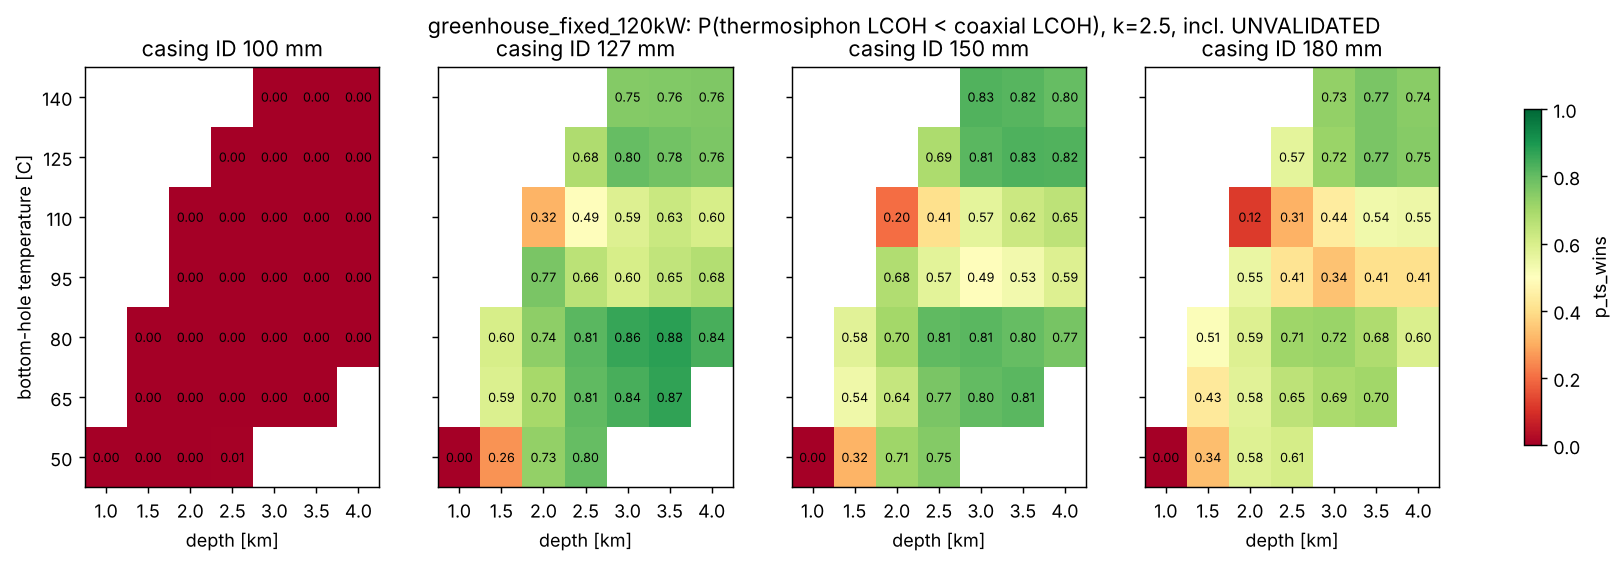 greenhouse_fixed_120kW: P(thermosiphon LCOH < coaxial LCOH), k=2.5, incl. UNVALIDATED
casing ID 100 mm
casing ID 127 mm
casing ID 150 mm
casing ID 180 mm
bottom-hole temperature [C]
140
125
110
95
80
65
50
0.00 0.00 0.00
0.00 0.00 0.00 0.00
0.00 0.00 0.00 0.00 0.00
0.00 0.00 0.00 0.00 0.00
0.00 0.00 0.00 0.00 0.00 0.00
0.00 0.00 0.00 0.00 0.00
0.00 0.00 0.00 0.01
1.0 1.5 2.0 2.5 3.0 3.5 4.0
depth [km]
0.75 0.76 0.76
0.68 0.80 0.78 0.76
0.32 0.49 0.59 0.63 0.60
0.77 0.66 0.60 0.65 0.68
0.60 0.74 0.81 0.86 0.88 0.84
0.59 0.70 0.81 0.84 0.87
0.00 0.26 0.73 0.80
1.0 1.5 2.0 2.5 3.0 3.5 4.0
depth [km]
0.83 0.82 0.80
0.69 0.81 0.83 0.82
0.20 0.41 0.57 0.62 0.65
0.68 0.57 0.49 0.53 0.59
0.58 0.70 0.81 0.81 0.80 0.77
0.54 0.64 0.77 0.80 0.81
0.00 0.32 0.71 0.75
1.0 1.5 2.0 2.5 3.0 3.5 4.0
depth [km]
0.73 0.77 0.74
0.57 0.72 0.77 0.75
0.12 0.31 0.44 0.54 0.55
0.55 0.41 0.34 0.41 0.41
0.51 0.59 0.71 0.72 0.68 0.60
0.43 0.58 0.65 0.69 0.70
0.00 0.34 0.58 0.61
1.0 1.5 2.0 2.5 3.0 3.5 4.0
depth [km]
1.0
0.8
0.6
0.4
0.2
0.0
p_ts_wins